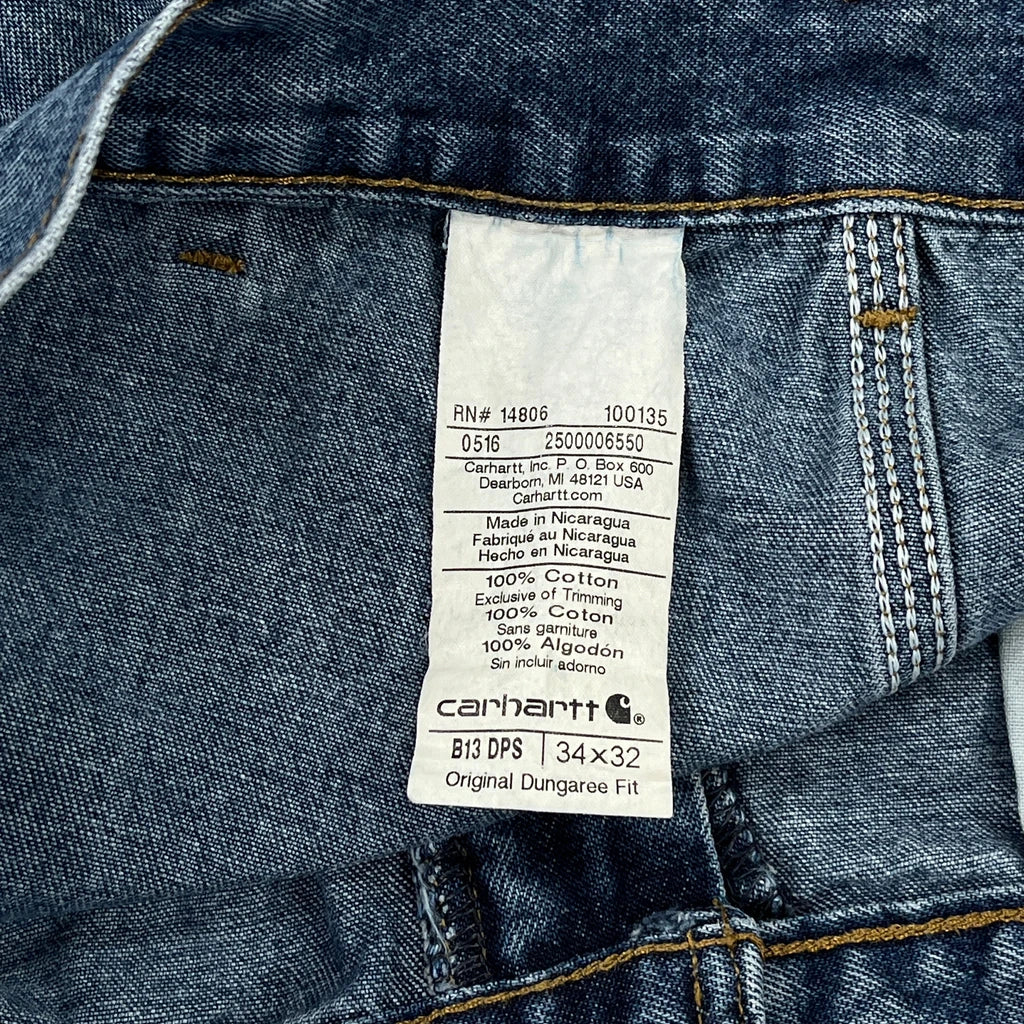 RN# 14806 100135
0516 2500006550
Carhartt, Inc. P. O. Box 600
Dearborn, MI 48121 USA
Carhartt.com
Made in Nicaragua
Fabriqué au Nicaragua
Hecho en Nicaragua
100% Cotton
Exclusive of Trimming
100% Coton
Sans garniture
100% Algodón
Sin incluir adorno
carhartt ®
B13 DPS | 34x32
Original Dungaree Fit